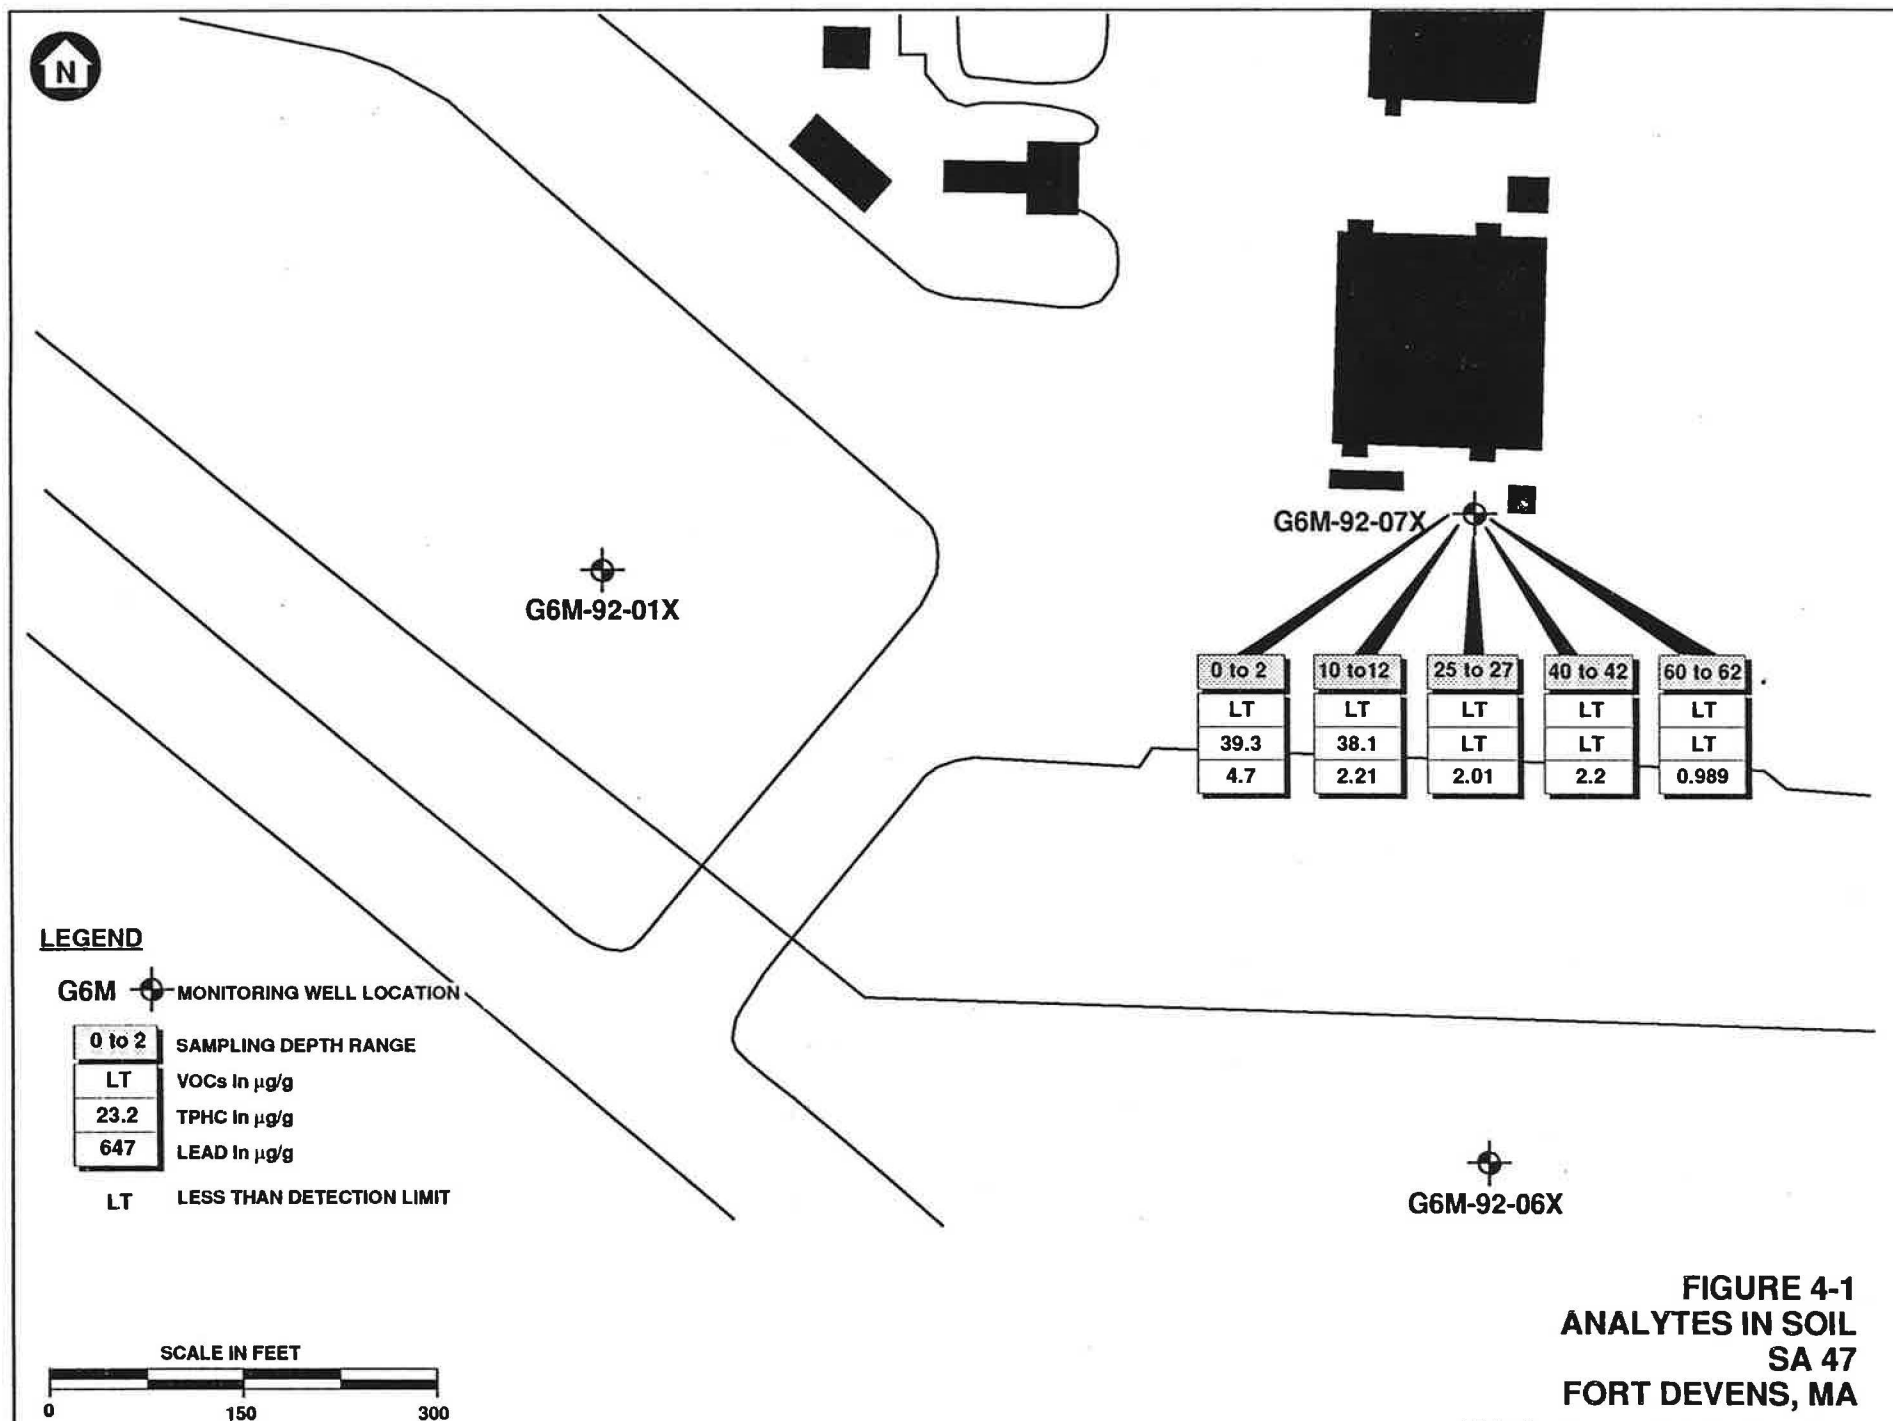 N
G6M-92-07X
G6M-92-01X
0 to 2 10 to12 25 to 27 40 to 42 60 to 62
LT LT LT LT LT
39.3 38.1 LT LT LT
4.7 2.21 2.01 2.2 0.989
LEGEND
G6M MONITORING WELL LOCATION
0 to 2 SAMPLING DEPTH RANGE
LT VOCs in µg/g
23.2 TPHC in µg/g
647 LEAD in µg/g
LT LESS THAN DETECTION LIMIT
G6M-92-06X
SCALE IN FEET
0 150 300
FIGURE 4-1
ANALYTES IN SOIL
SA 47
FORT DEVENS, MA